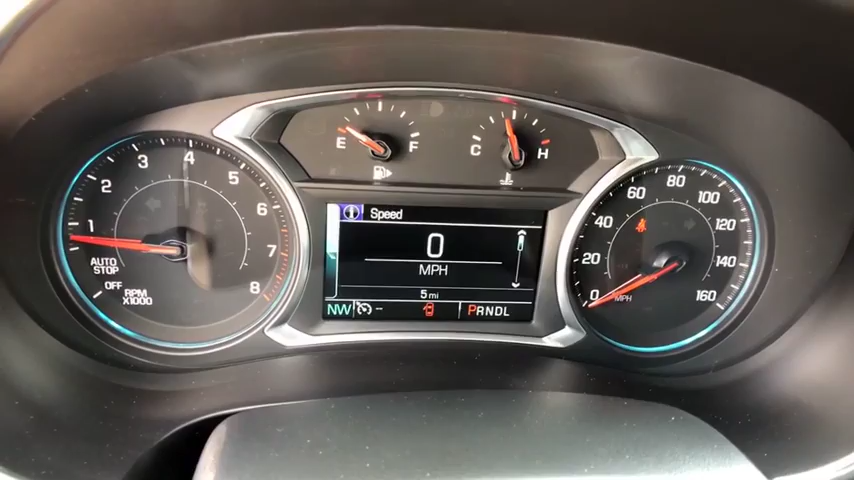 1 2 3 4 5 6 7 8
AUTO
STOP
OFF
RPM
X1000
E F
C H
Speed
0
MPH
5 mi
NW -- PRNDL
0 20 40 60 80 100 120 140 160
MPH